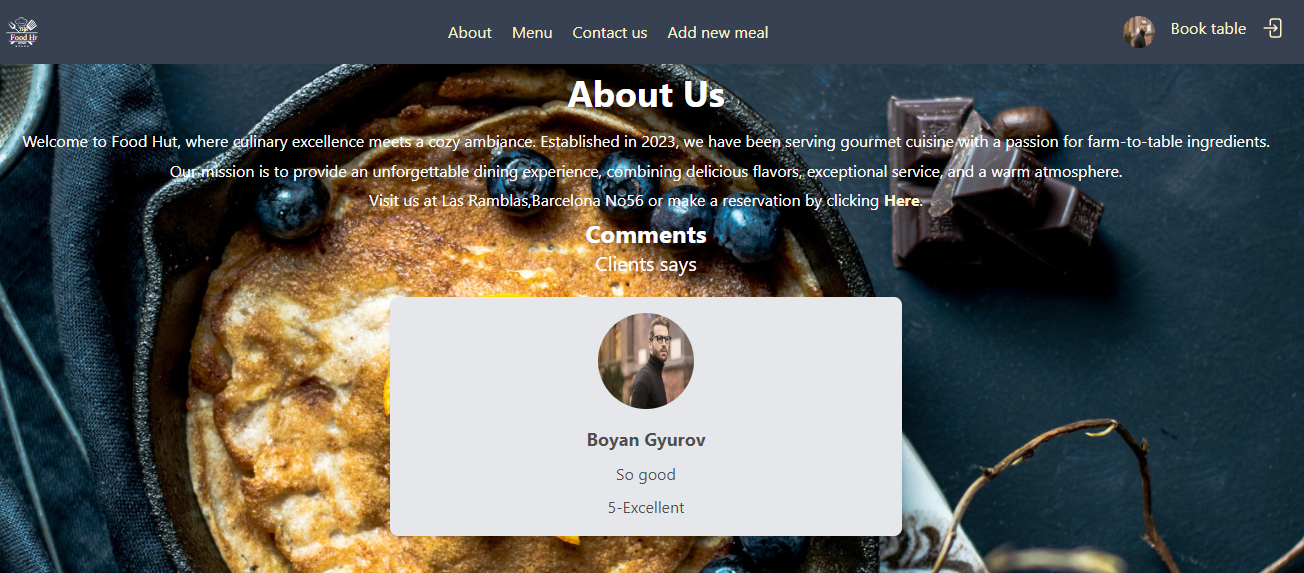 Food Hu
About Menu Contact us Add new meal Book table
About Us
Welcome to Food Hut, where culinary excellence meets a cozy ambiance. Established in 2023, we have been serving gourmet cuisine with a passion for farm-to-table ingredients.
Our mission is to provide an unforgettable dining experience, combining delicious flavors, exceptional service, and a warm atmosphere.
Visit us at Las Ramblas,Barcelona No56 or make a reservation by clicking Here.
Comments
Clients says
Boyan Gyurov
So good
5-Excellent